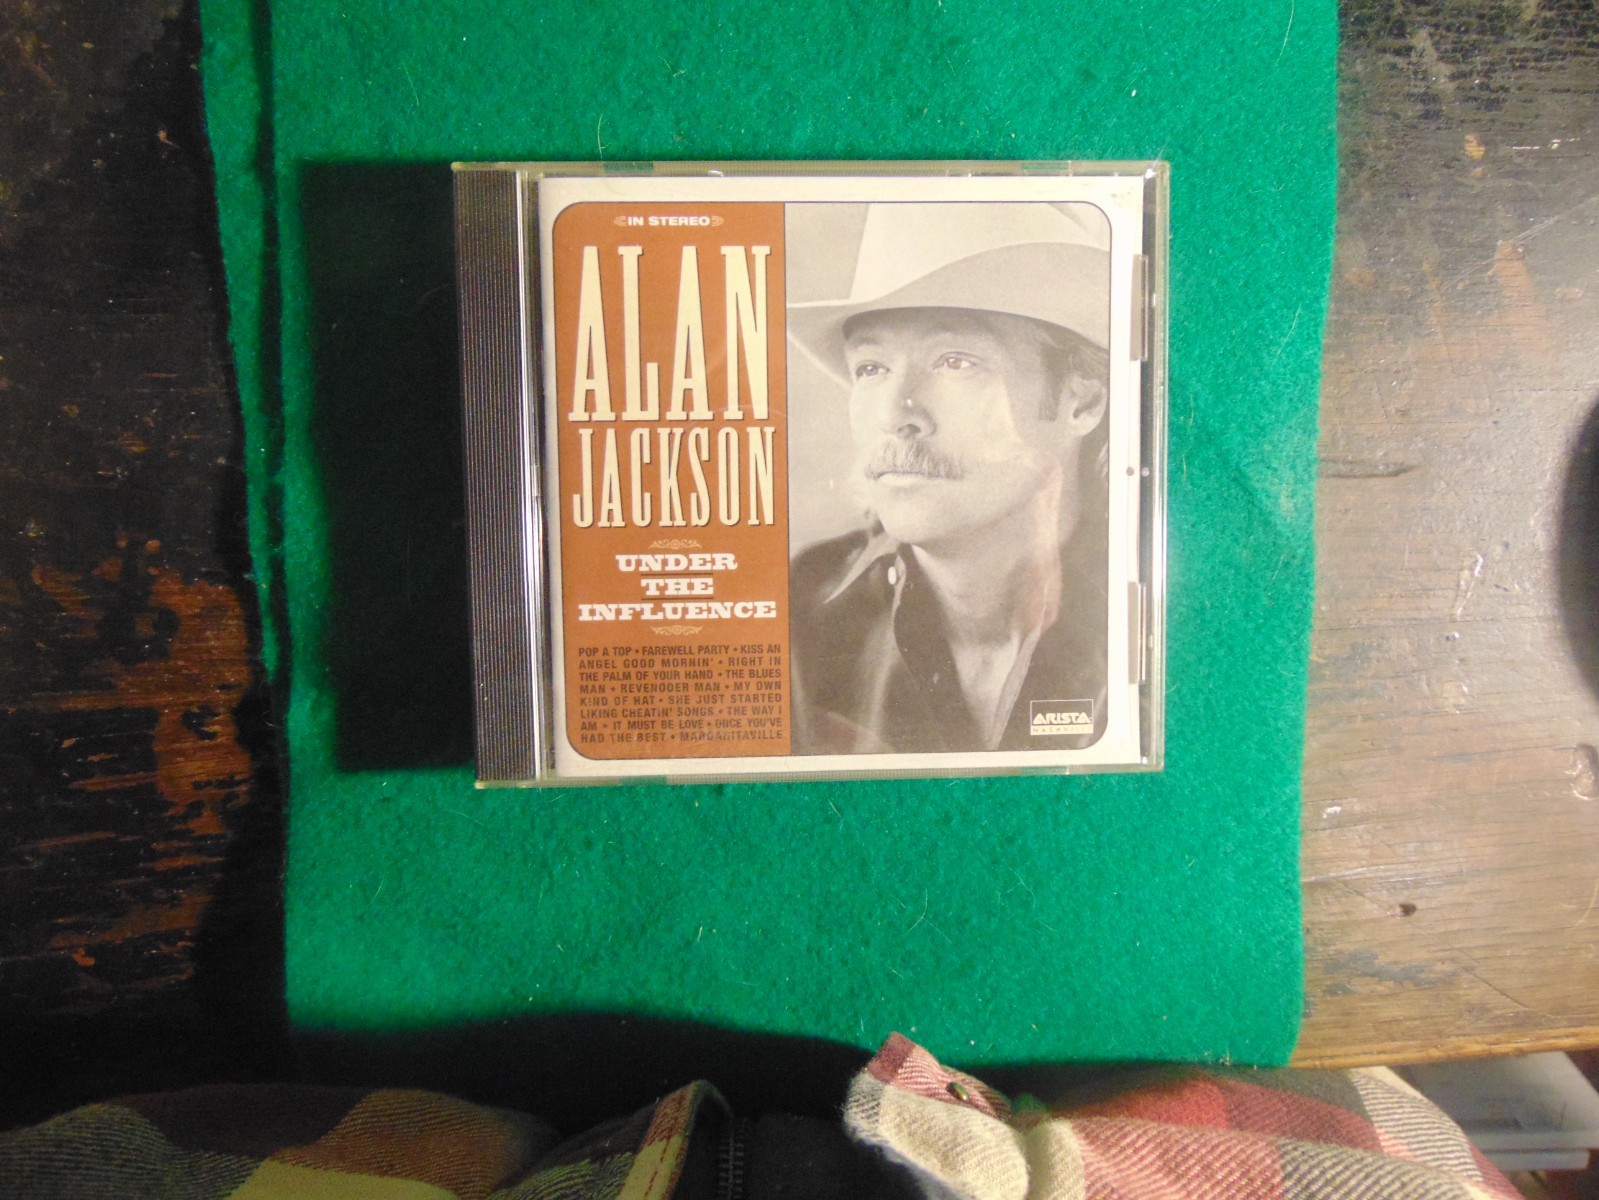 IN STEREO
ALAN
JACKSON
UNDER
THE
INFLUENCE
POP A TOP • FAREWELL PARTY • KISS AN
ANGEL GOOD MORNIN' • RIGHT IN
THE PALM OF YOUR HAND • THE BLUES
MAN • REVENOOER MAN • MY OWN
KIND OF HAT • SHE JUST STARTED
LIKING CHEATIN' SONGS • THE WAY I
AM • IT MUST BE LOVE • ONCE YOU'VE
HAD THE BEST • MARGARITAVILLE
ARISTA
NASHVILLE